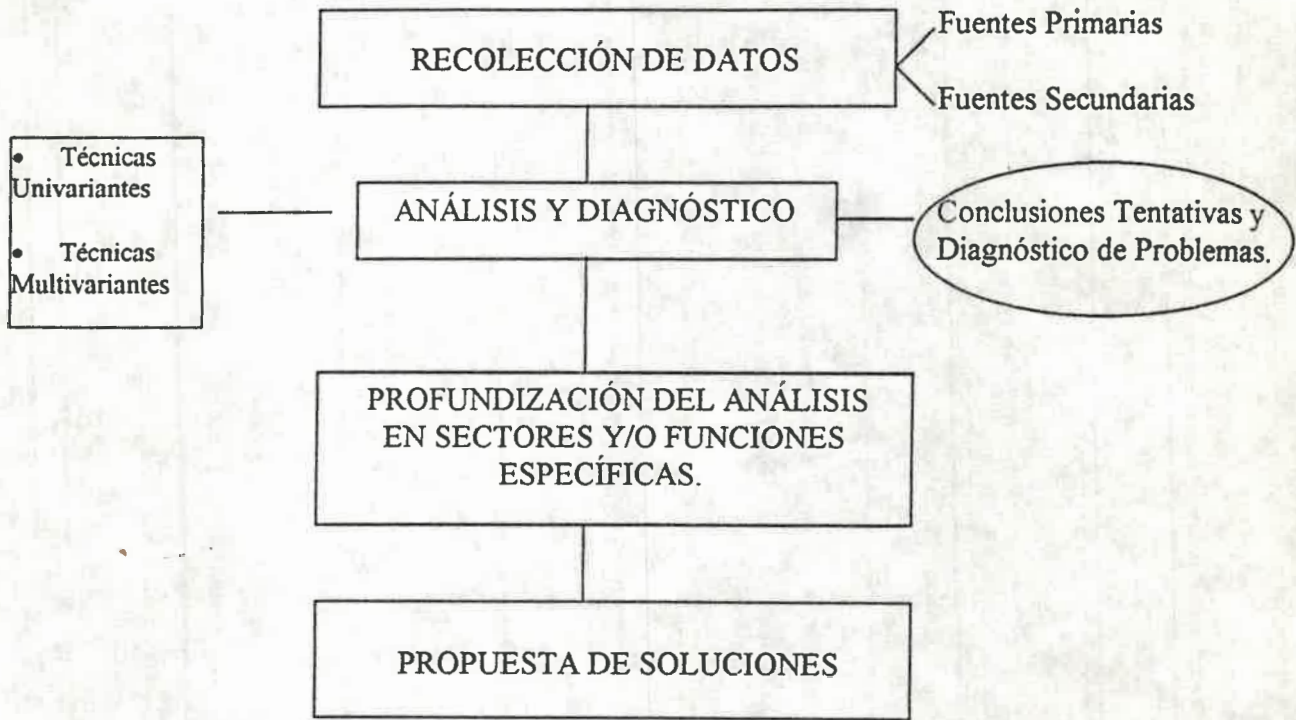 RECOLECCIÓN DE DATOS
Fuentes Primarias
Fuentes Secundarias
• Técnicas
Univariantes
• Técnicas
Multivariantes
ANÁLISIS Y DIAGNÓSTICO
Conclusiones Tentativas y
Diagnóstico de Problemas.
PROFUNDIZACIÓN DEL ANÁLISIS
EN SECTORES Y/O FUNCIONES
ESPECÍFICAS.
PROPUESTA DE SOLUCIONES